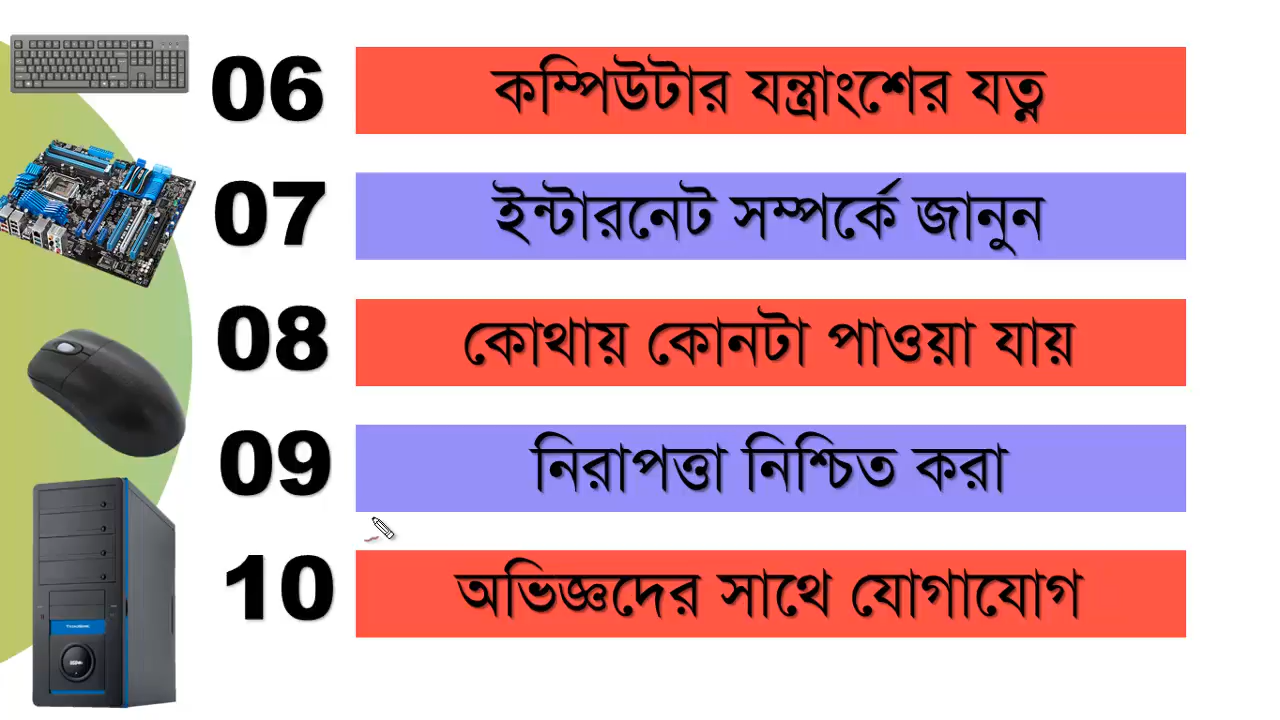 06 কম্পিউটার যন্ত্রাংশের যত্ন
07 ইন্টারনেট সম্পর্কে জানুন
08 কোথায় কোনটা পাওয়া যায়
09 নিরাপত্তা নিশ্চিত করা
10 অভিজ্ঞদের সাথে যোগাযোগ